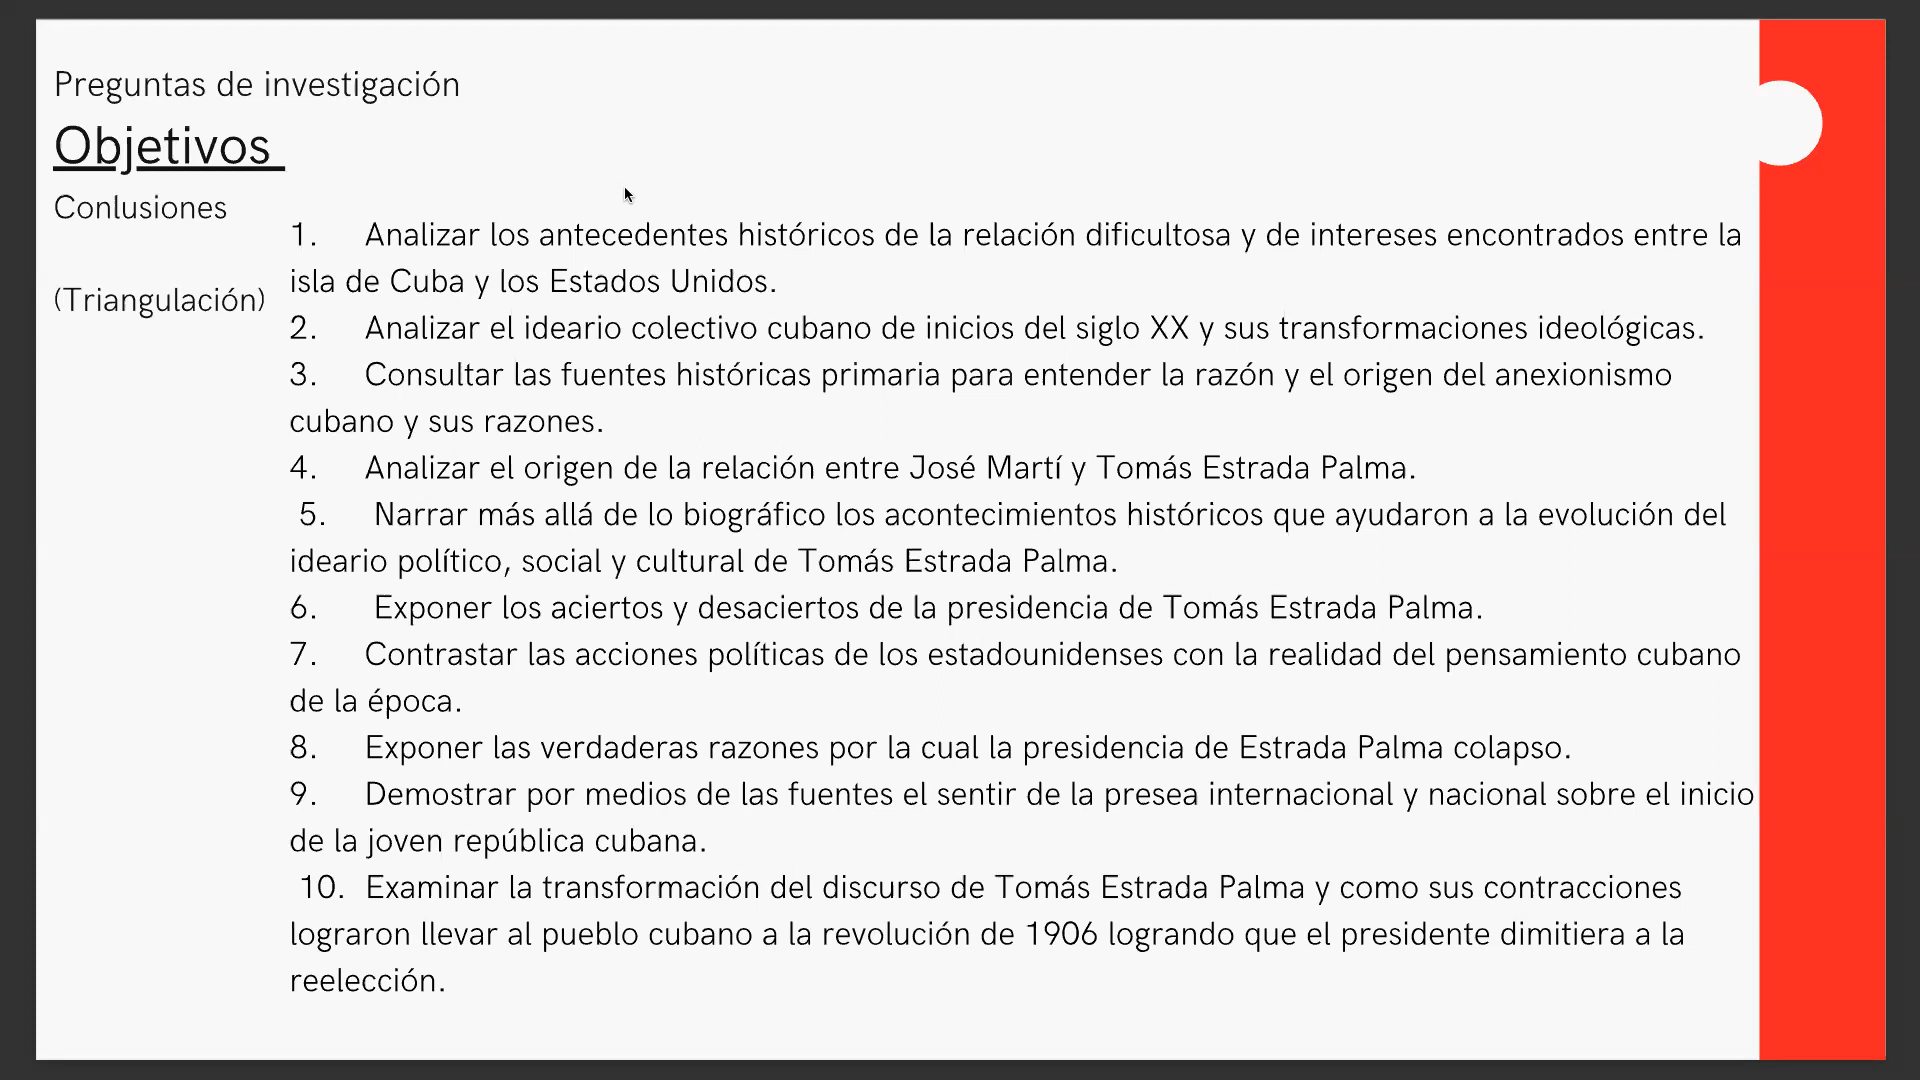 Preguntas de investigación
Objetivos
Conlusiones
(Triangulación)
1. Analizar los antecedentes históricos de la relación dificultosa y de intereses encontrados entre la
isla de Cuba y los Estados Unidos.
2. Analizar el ideario colectivo cubano de inicios del siglo XX y sus transformaciones ideológicas.
3. Consultar las fuentes históricas primaria para entender la razón y el origen del anexionismo
cubano y sus razones.
4. Analizar el origen de la relación entre José Martí y Tomás Estrada Palma.
5. Narrar más allá de lo biográfico los acontecimientos históricos que ayudaron a la evolución del
ideario político, social y cultural de Tomás Estrada Palma.
6. Exponer los aciertos y desaciertos de la presidencia de Tomás Estrada Palma.
7. Contrastar las acciones políticas de los estadounidenses con la realidad del pensamiento cubano
de la época.
8. Exponer las verdaderas razones por la cual la presidencia de Estrada Palma colapso.
9. Demostrar por medios de las fuentes el sentir de la presea internacional y nacional sobre el inicio
de la joven república cubana.
10. Examinar la transformación del discurso de Tomás Estrada Palma y como sus contracciones
lograron llevar al pueblo cubano a la revolución de 1906 logrando que el presidente dimitiera a la
reelección.